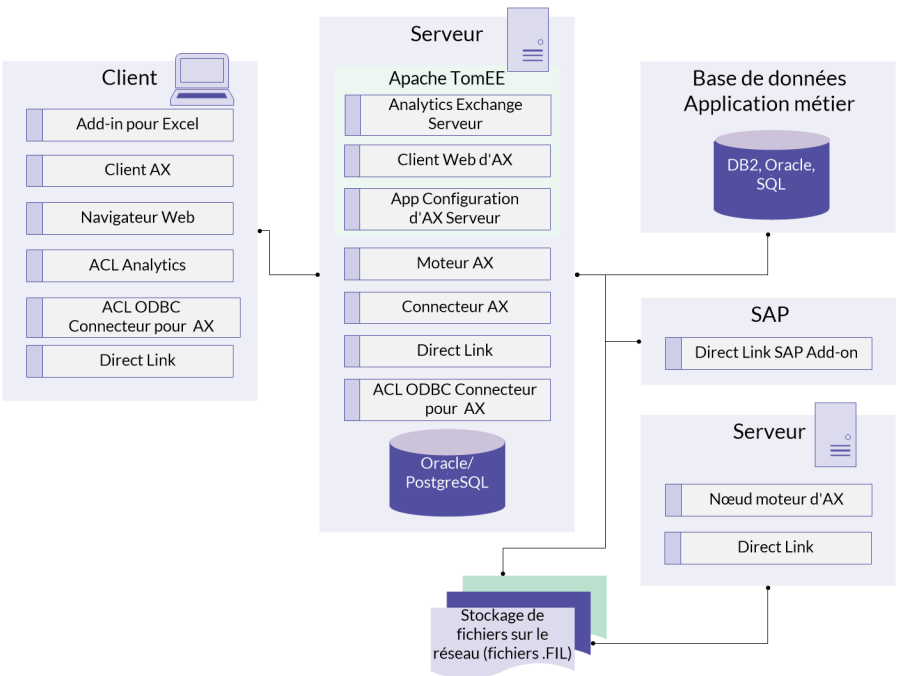 Client
Add-in pour Excel
Client AX
Navigateur Web
ACL Analytics
ACL ODBC
Connecteur pour AX
Direct Link
Serveur
Apache TomEE
Analytics Exchange
Serveur
Client Web d'AX
App Configuration
d'AX Serveur
Moteur AX
Connecteur AX
Direct Link
ACL ODBC Connecteur
pour AX
Oracle/
PostgreSQL
Base de données
Application métier
DB2, Oracle,
SQL
SAP
Direct Link SAP Add-on
Serveur
Nœud moteur d'AX
Direct Link
Stockage de
fichiers sur le
réseau (fichiers .FIL)